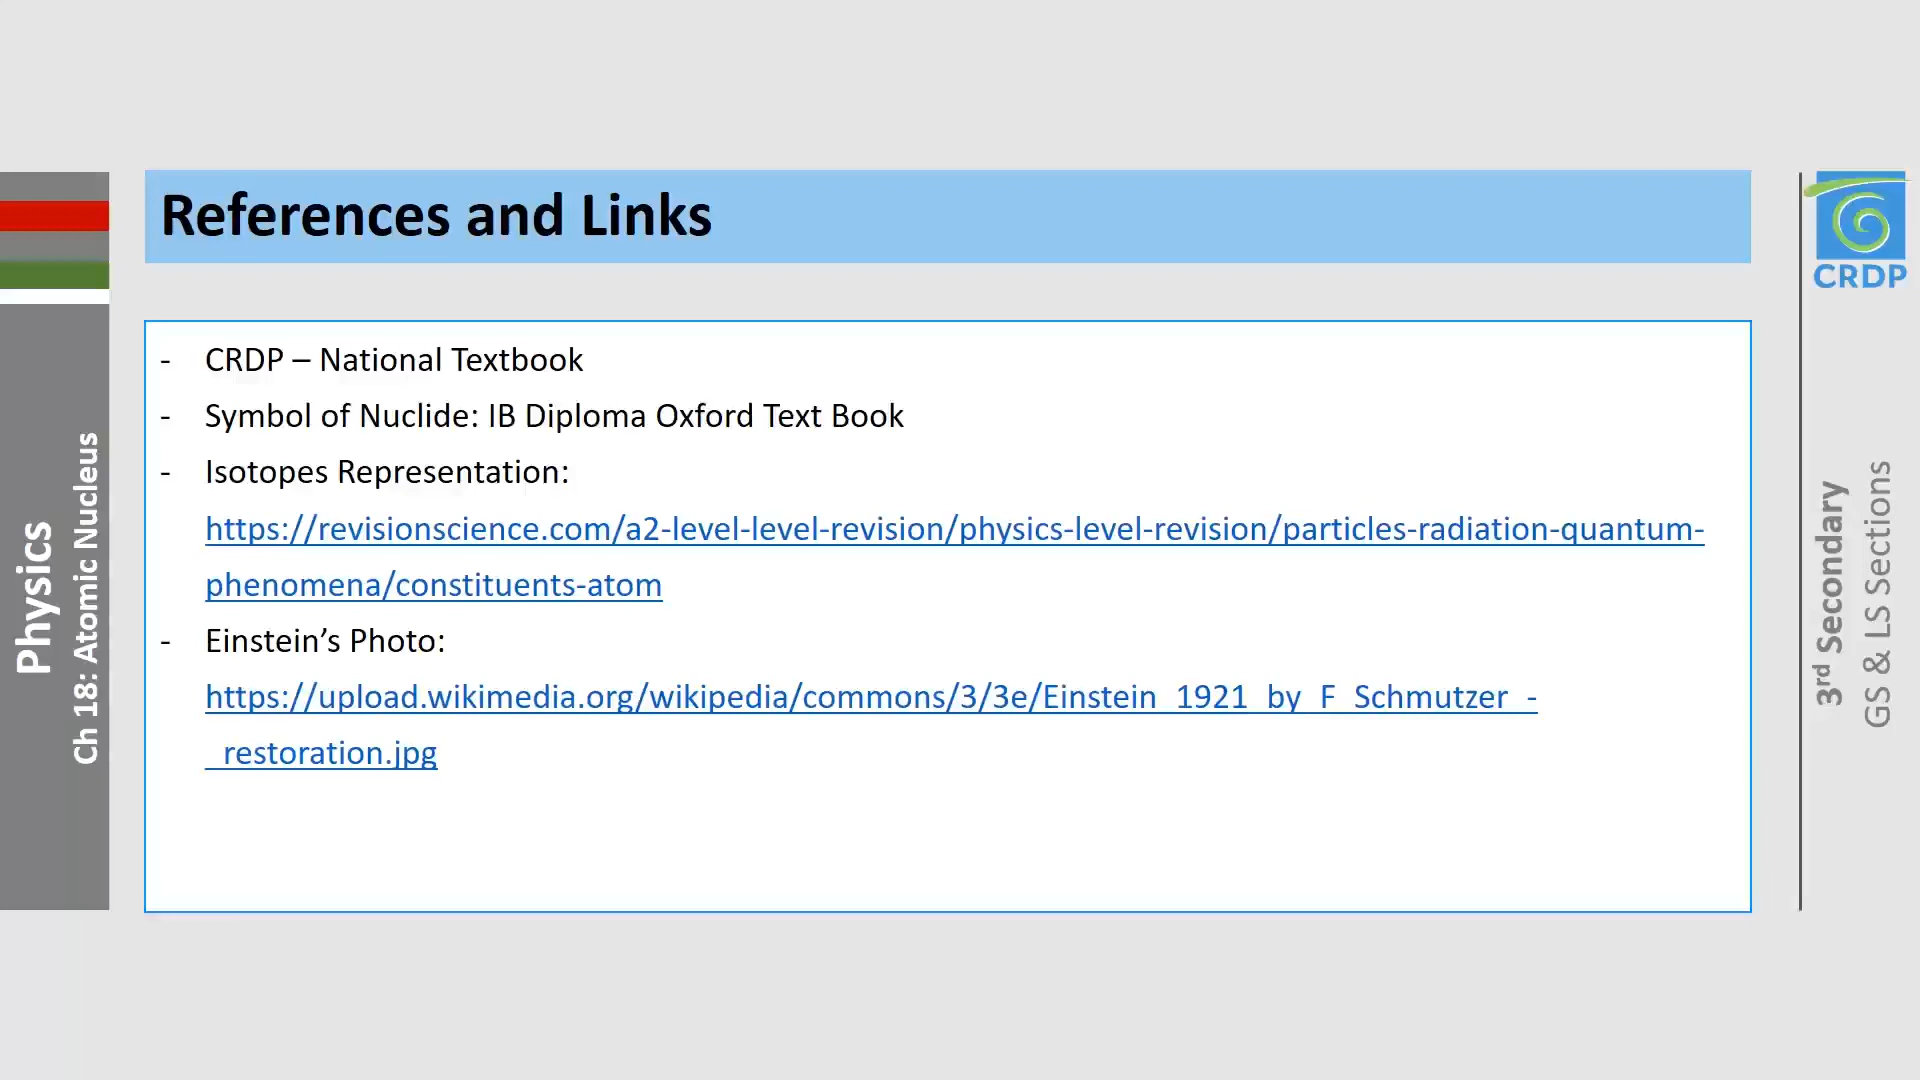 References and Links
CRDP
- CRDP – National Textbook
- Symbol of Nuclide: IB Diploma Oxford Text Book
- Isotopes Representation:
https://revisionscience.com/a2-level-level-revision/physics-level-revision/particles-radiation-quantum-
phenomena/constituents-atom
- Einstein’s Photo:
https://upload.wikimedia.org/wikipedia/commons/3/3e/Einstein_1921_by_F_Schmutzer_-
_restoration.jpg
Physics
Ch 18: Atomic Nucleus
3rd Secondary
GS & LS Sections